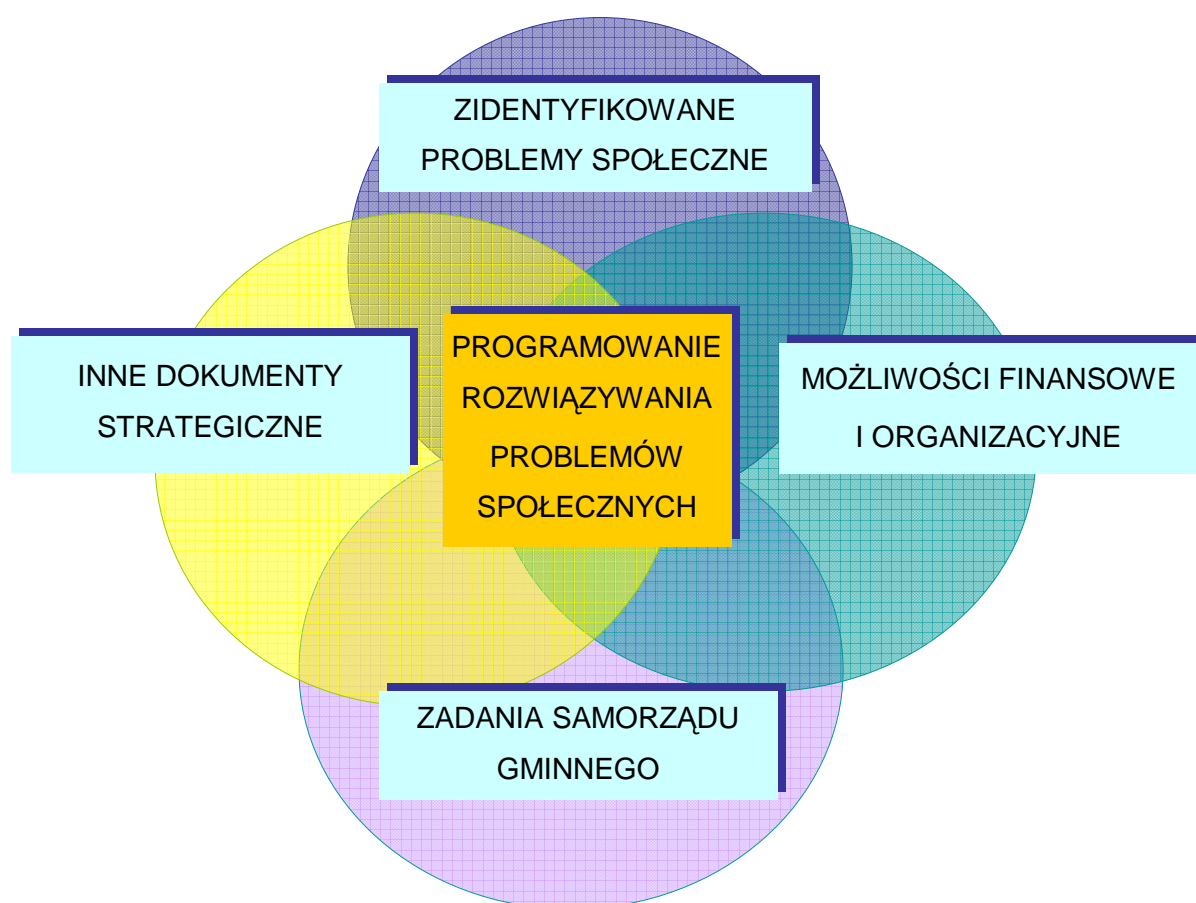 ZIDENTYFIKOWANE
PROBLEMY SPOŁECZNE
INNE DOKUMENTY
STRATEGICZNE
PROGRAMOWANIE
ROZWIĄZYWANIA
PROBLEMÓW
SPOŁECZNYCH
MOŻLIWOŚCI FINANSOWE
I ORGANIZACYJNE
ZADANIA SAMORZĄDU
GMINNEGO